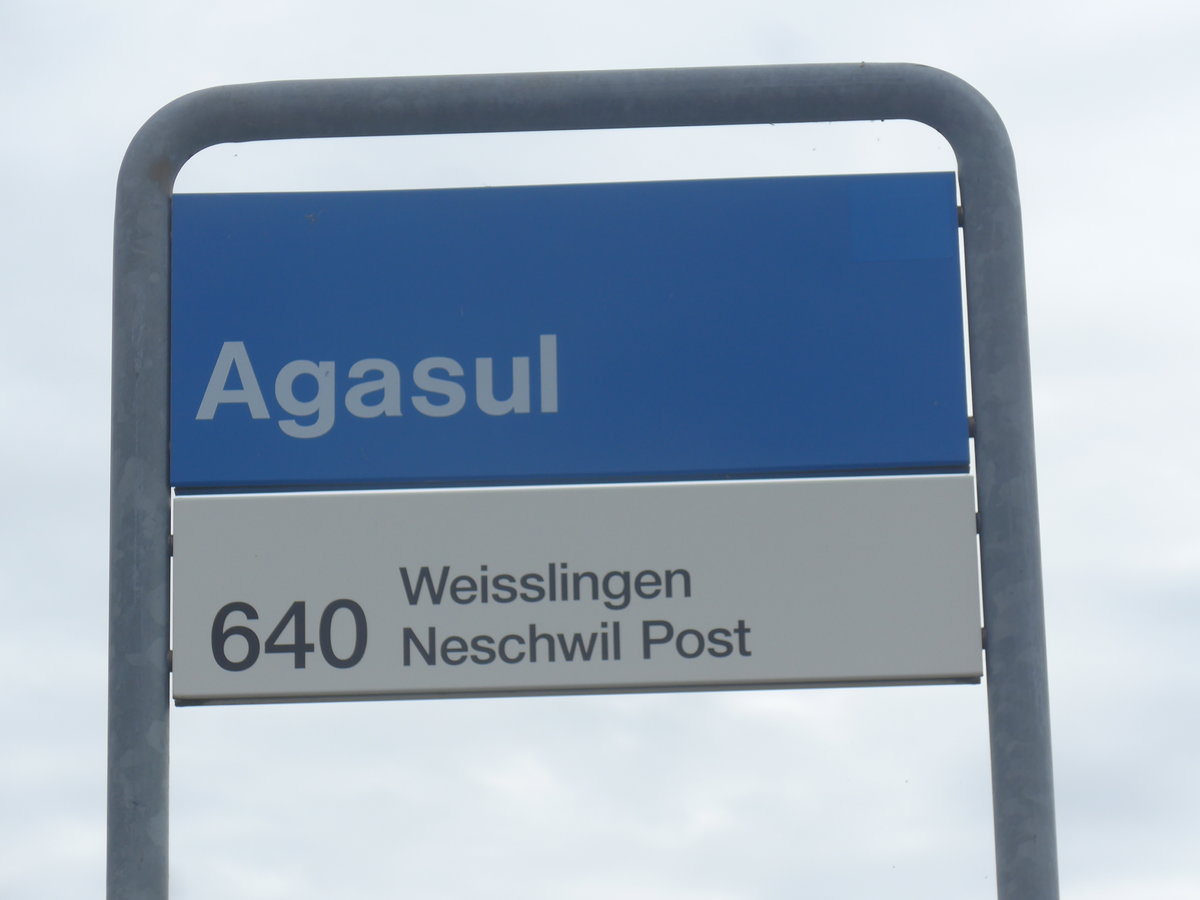 Agasul
640 Weisslingen
Neschwil Post